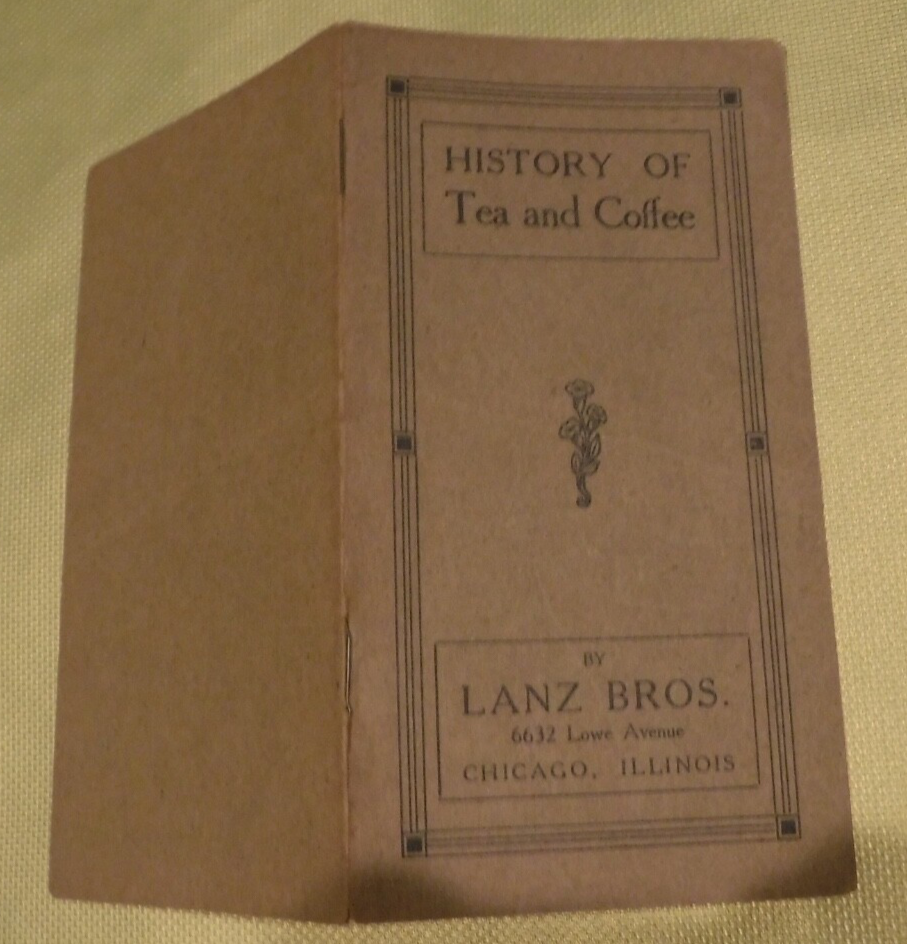 HISTORY OF
Tea and Coffee
BY
LANZ BROS.
6632 Lowe Avenue
CHICAGO, ILLINOIS